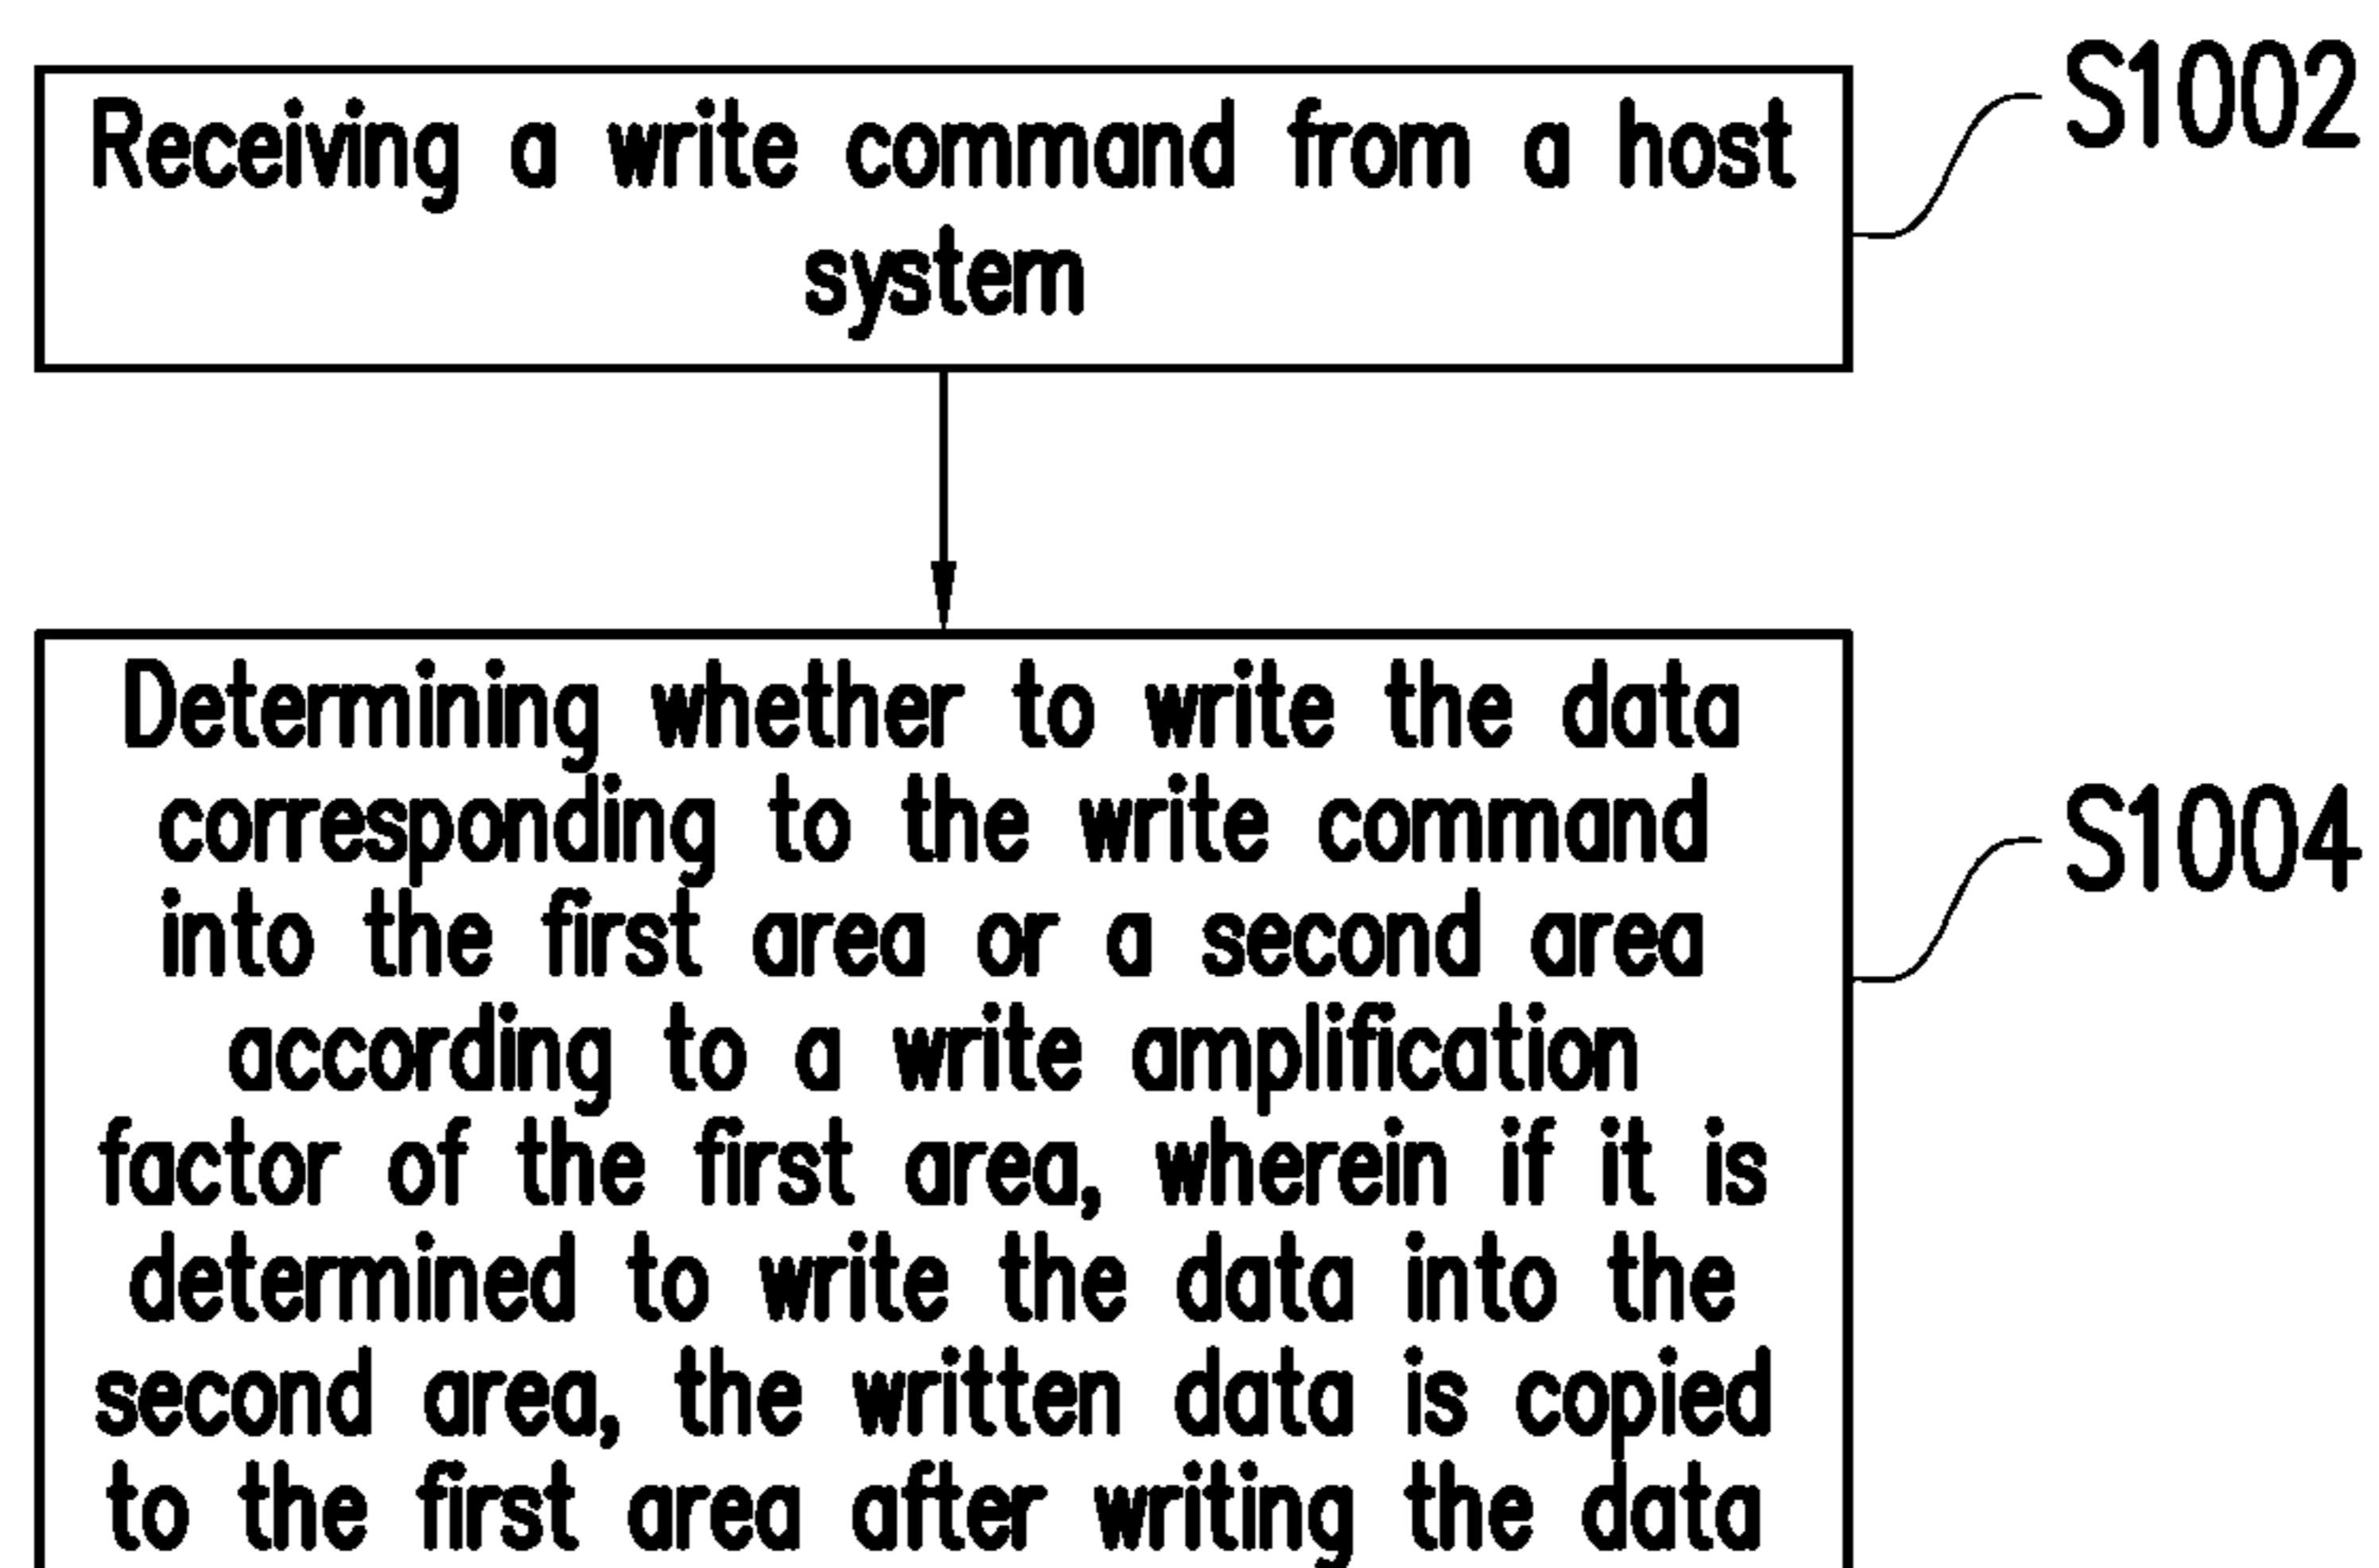 Receiving a write command from a host
system
S1002
Determining whether to write the data
corresponding to the write command
into the first area or a second area
according to a write amplification
factor of the first area, wherein if it is
determined to write the data into the
second area, the written data is copied
to the first area after writing the data
S1004